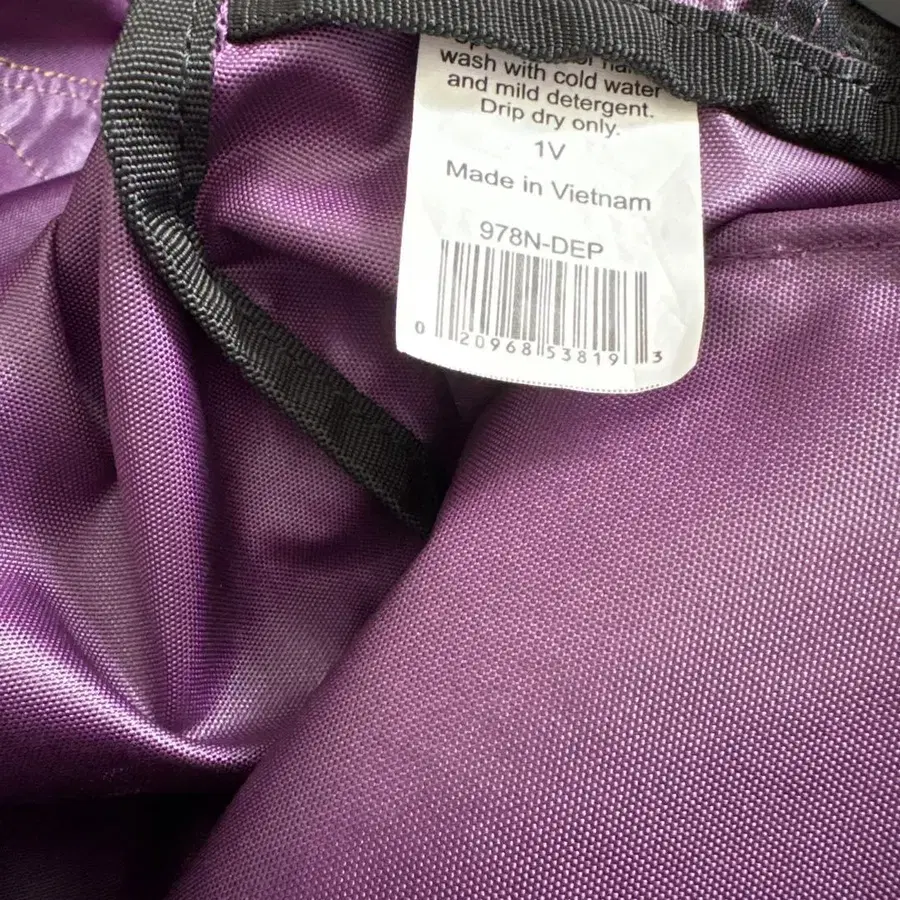 wash with cold water
and mild detergent.
Drip dry only.
1V
Made in Vietnam
978N-DEP
0 20968 53819 3